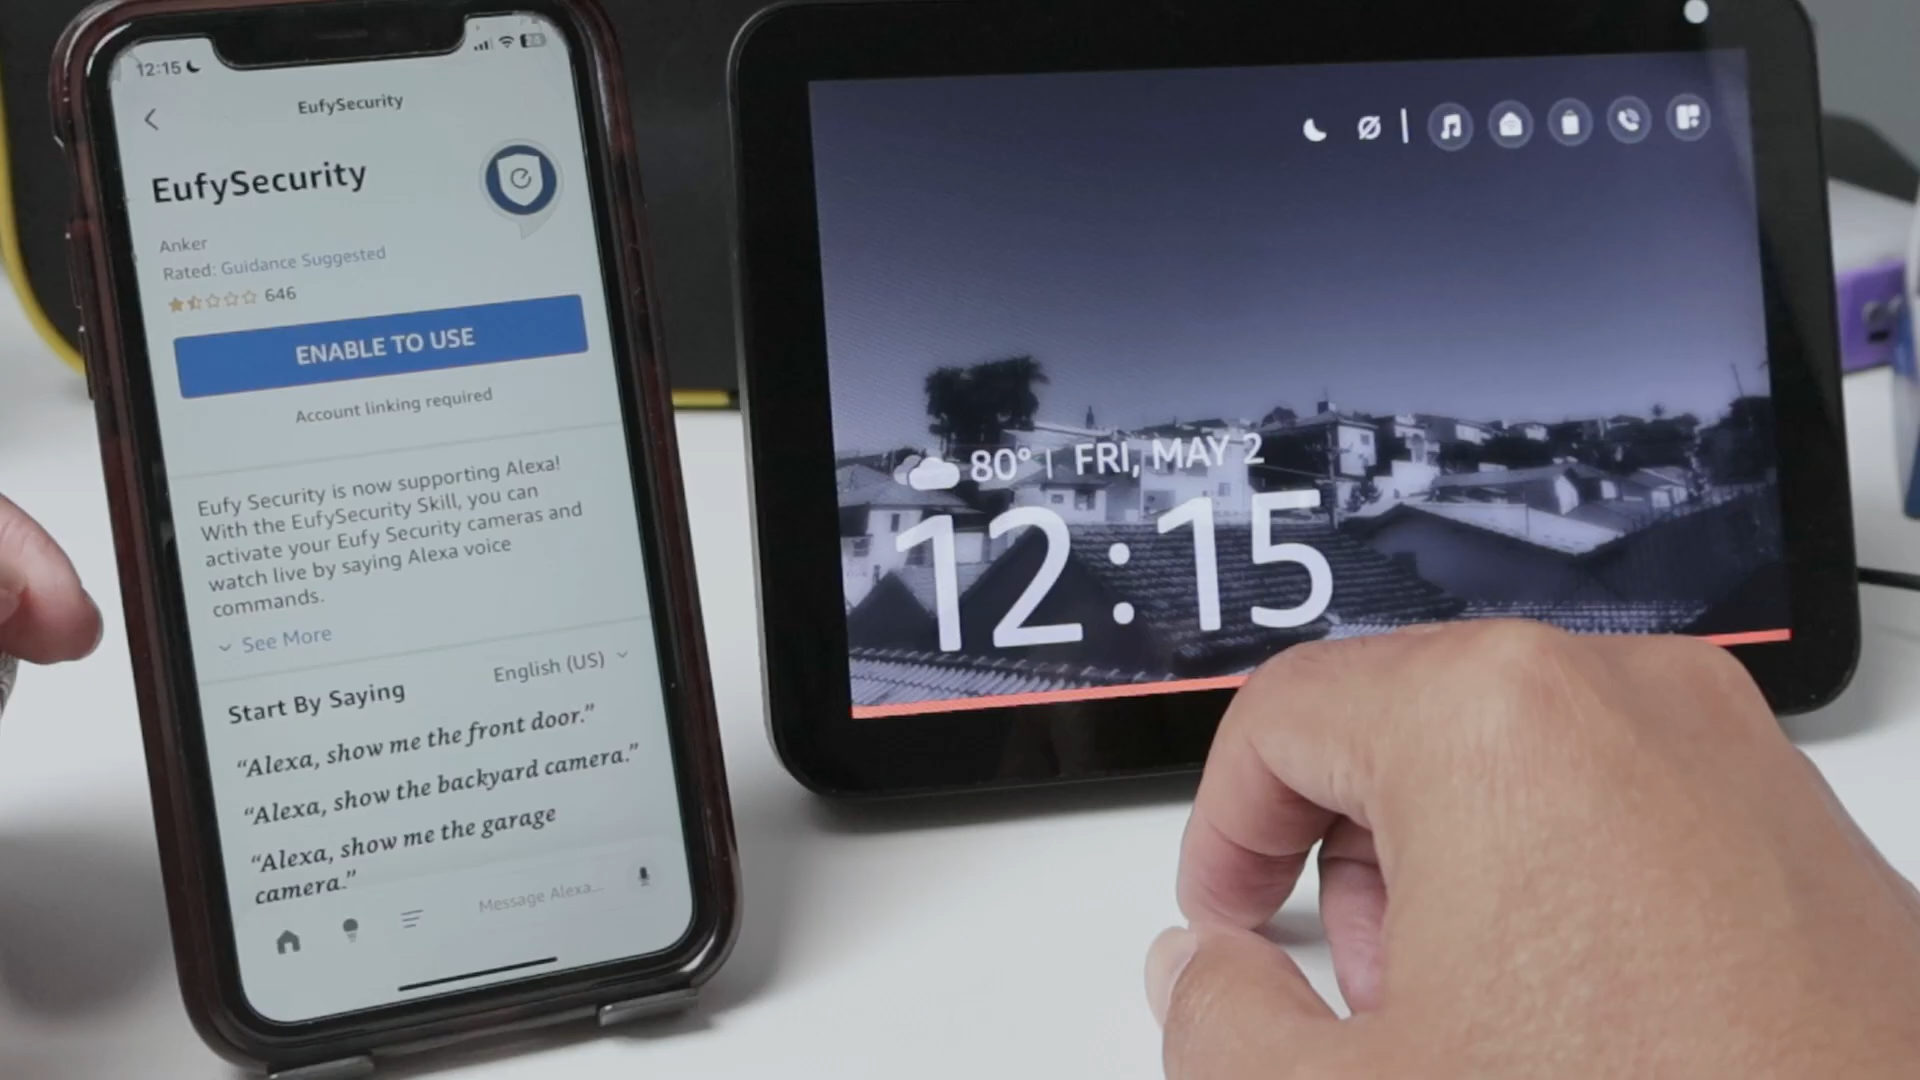 12:15
EufySecurity
EufySecurity
Anker
Rated: Guidance Suggested
646
ENABLE TO USE
Account linking required
Eufy Security is now supporting Alexa!
With the EufySecurity Skill, you can
activate your Eufy Security cameras and
watch live by saying Alexa voice
commands.
See More
Start By Saying
English (US)
“Alexa, show me the front door.”
“Alexa, show the backyard camera.”
“Alexa, show me the garage
camera.”
Message Alexa...
80° | FRI, MAY 2
12:15